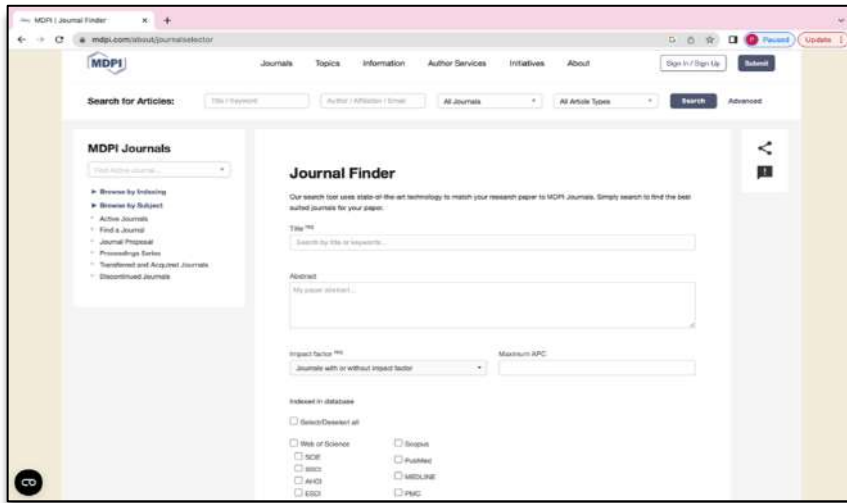 MDPI | Journal Finder
mdpi.com/about/journalselector
Paused
Update
MDPI
Journals Topics Information Author Services Initiatives About
Sign In / Sign Up Submit
Search for Articles:
Title / Keyword
Author / Affiliation / Email
All Journals
All Article Types
Search
Advanced
MDPI Journals
Find Active Journal...
Browse by Indexing
Browse by Subject
Active Journals
Find a Journal
Journal Proposal
Proceedings Series
Transferred and Acquired Journals
Discontinued Journals
Journal Finder
Our search tool uses state-of-the-art technology to match your research paper to MDPI Journals. Simply search to find the best
suited journals for your paper.
Title
Search by title or keywords...
Abstract
My paper abstract...
Impact factor
Maximum APC
Journals with or without impact factor
Indexed in database
Select/Deselect all
Web of Science
Scopus
SCIE
PubMed
SSCI
MEDLINE
AHCI
PMC
ESCI